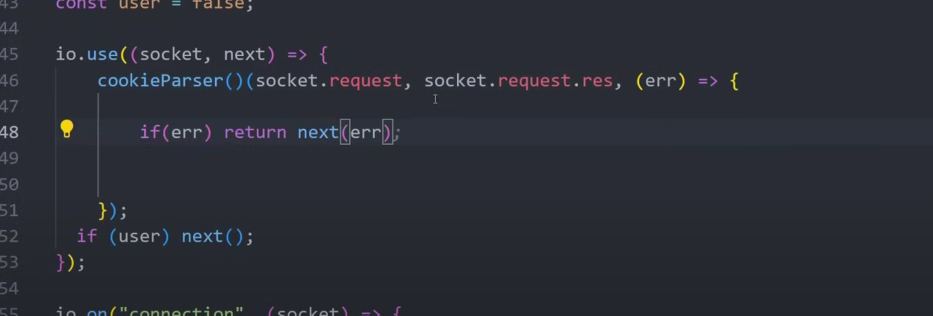 43 const user = false;
44
45 io.use((socket, next) => {
46 cookieParser()(socket.request, socket.request.res, (err) => {
47
48 if(err) return next(err);
49
50
51 });
52 if (user) next();
53 });
54
55 io.on("connection", (socket) => {